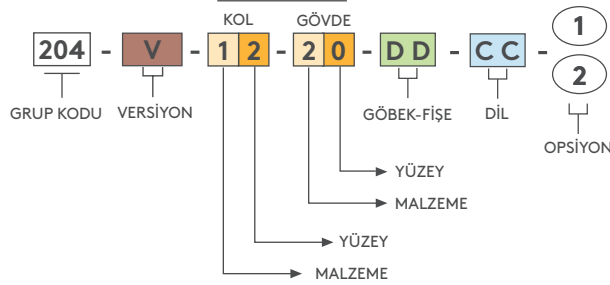 KOL GÖVDE
204 - V - 1 2 - 2 0 - D D - C C - 1
2
GRUP KODU VERSİYON GÖBEK-FİŞE DİL
OPSİYON
YÜZEY
MALZEME
YÜZEY
MALZEME